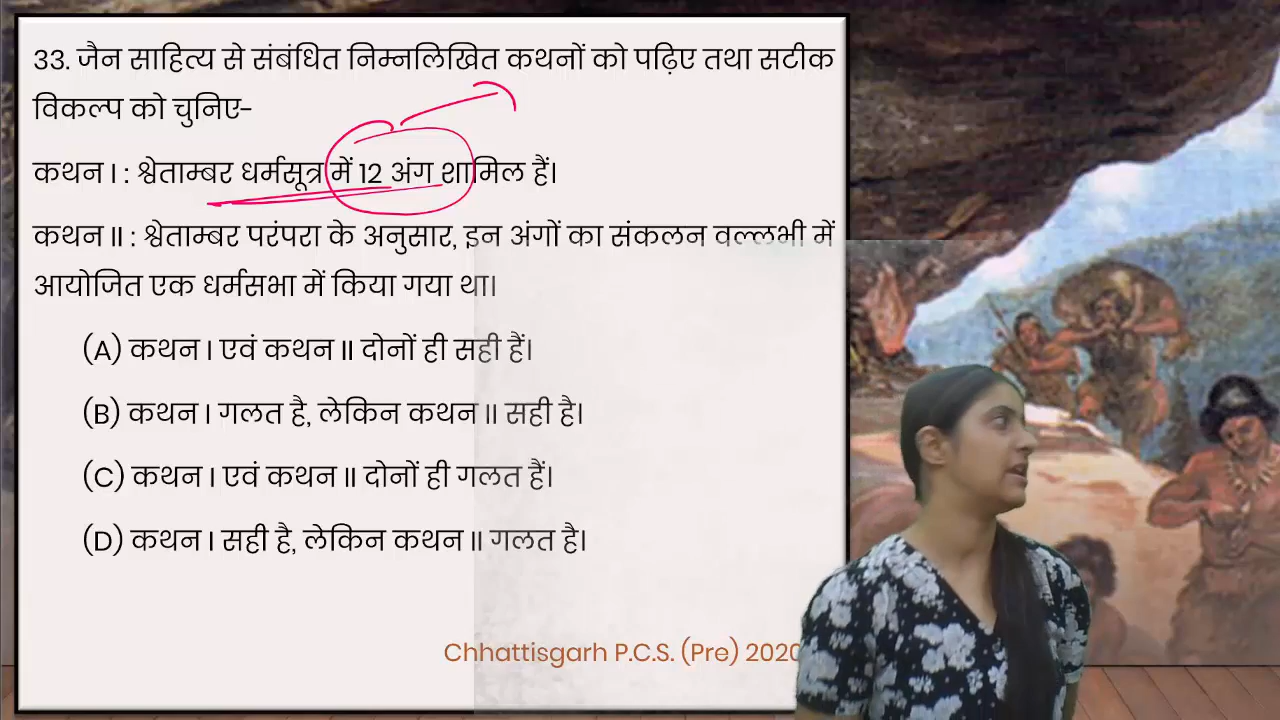 33. जैन साहित्य से संबंधित निम्नलिखित कथनों को पढ़िए तथा सटीक
विकल्प को चुनिए-
कथन I : श्वेताम्बर धर्मसूत्र में 12 अंग शामिल हैं।
कथन II : श्वेताम्बर परंपरा के अनुसार, इन अंगों का संकलन वल्लभी में
आयोजित एक धर्मसभा में किया गया था।
(A) कथन I एवं कथन II दोनों ही सही हैं।
(B) कथन I गलत है, लेकिन कथन II सही है।
(C) कथन I एवं कथन II दोनों ही गलत हैं।
(D) कथन I सही है, लेकिन कथन II गलत है।
Chhattisgarh P.C.S. (Pre) 2020